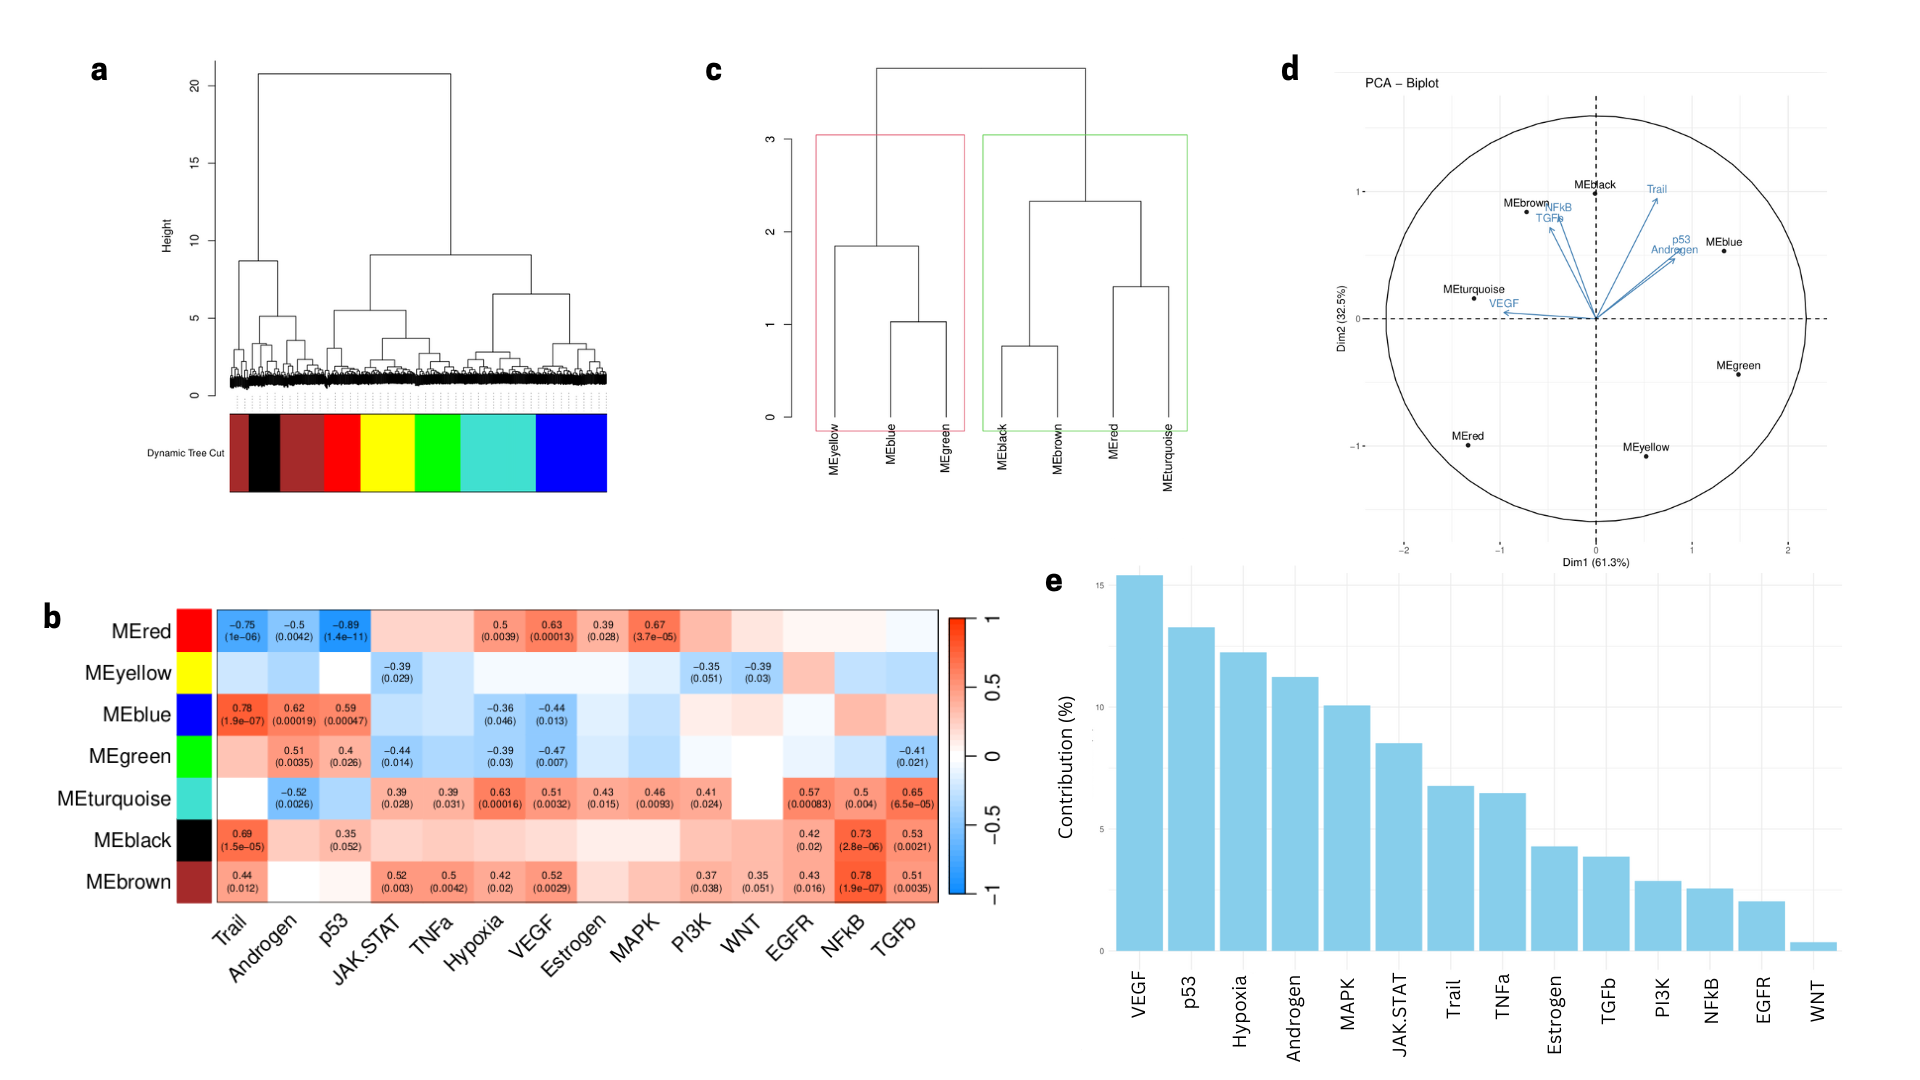 a
Height
20
15
10
5
0
Dynamic Tree Cut
c
3
2
1
0
MEyellow
MEblue
MEgreen
MEblack
MEbrown
MEred
MEturquoise
d
PCA – Biplot
Dim2 (32.5%)
1
0
−1
MEblack
Trail
MEbrown
NFkB
TGFb
p53
MEblue
Androgen
MEturquoise
VEGF
MEgreen
MEred
MEyellow
−2
−1
0
1
2
Dim1 (61.3%)
b
MEred
−0.75 −0.5 −0.89 0.5 0.63 0.39 0.67
(1e−06) (0.0042) (1.4e−11) (0.0039) (0.00013) (0.028) (3.7e−05)
MEyellow
−0.39 −0.35 −0.39
(0.029) (0.051) (0.03)
MEblue
0.78 0.62 0.59 −0.36 −0.44
(1.9e−07) (0.00019) (0.00047) (0.046) (0.013)
MEgreen
0.51 0.4 −0.44 −0.39 −0.47 −0.41
(0.0035) (0.026) (0.014) (0.03) (0.007) (0.021)
MEturquoise
−0.52 0.39 0.39 0.63 0.51 0.43 0.46 0.41 0.57 0.5 0.65
(0.0026) (0.028) (0.031) (0.00016) (0.0032) (0.015) (0.0093) (0.024) (0.00083) (0.004) (6.5e−05)
MEblack
0.69 0.35 0.42 0.73 0.53
(1.5e−05) (0.052) (0.02) (2.8e−06) (0.0021)
MEbrown
0.44 0.52 0.5 0.42 0.52 0.37 0.35 0.43 0.78 0.51
(0.012) (0.003) (0.0042) (0.02) (0.0029) (0.038) (0.051) (0.016) (1.9e−07) (0.0035)
Trail
Androgen
p53
JAK.STAT
TNFa
Hypoxia
VEGF
Estrogen
MAPK
PI3K
WNT
EGFR
NFkB
TGFb
1
0.5
0
−0.5
−1
e
Contribution (%)
15
10
5
0
VEGF
p53
Hypoxia
Androgen
MAPK
JAK.STAT
Trail
TNFa
Estrogen
TGFb
PI3K
NFkB
EGFR
WNT